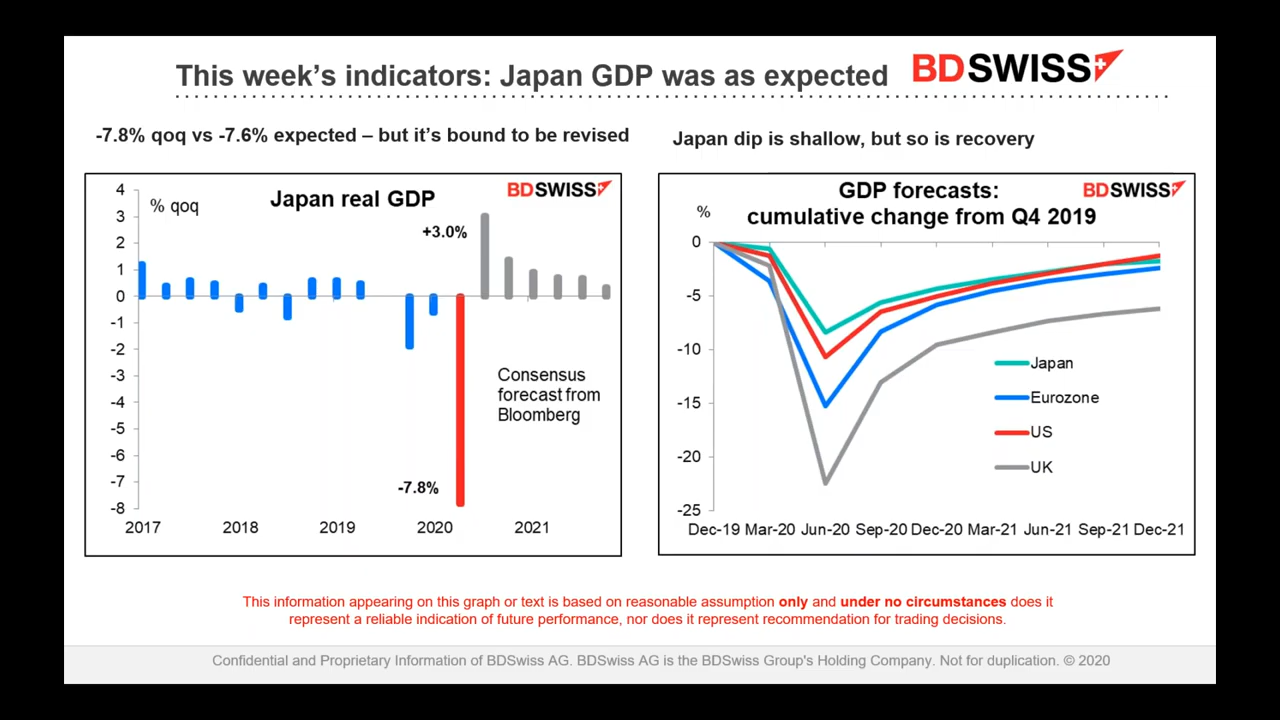 This week's indicators: Japan GDP was as expected
BDSWISS
-7.8% qoq vs -7.6% expected – but it's bound to be revised
Japan dip is shallow, but so is recovery
Japan real GDP
BDSWISS
% qoq
+3.0%
4
3
2
1
0
-1
-2
-3
-4
-5
-6
-7
-8
Consensus
forecast from
Bloomberg
-7.8%
2017 2018 2019 2020 2021
GDP forecasts:
cumulative change from Q4 2019
BDSWISS
%
0
-5
-10
-15
-20
-25
Japan
Eurozone
US
UK
Dec-19 Mar-20 Jun-20 Sep-20 Dec-20 Mar-21 Jun-21 Sep-21 Dec-21
This information appearing on this graph or text is based on reasonable assumption only and under no circumstances does it
represent a reliable indication of future performance, nor does it represent recommendation for trading decisions.
Confidential and Proprietary Information of BDSwiss AG. BDSwiss AG is the BDSwiss Group's Holding Company. Not for duplication. © 2020